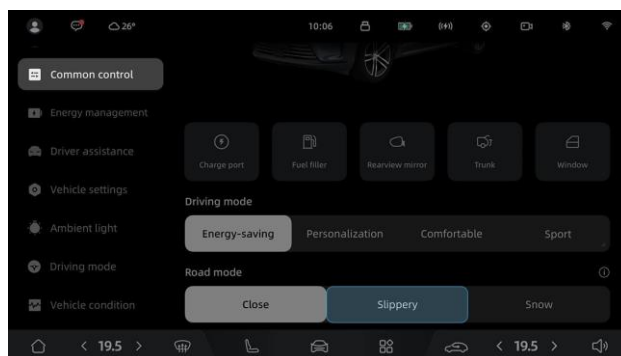 26° 10:06
Common control
Energy management
Driver assistance
Vehicle settings
Ambient light
Driving mode
Vehicle condition
Charge port Fuel filler Rearview mirror Trunk Window
Driving mode
Energy-saving Personalization Comfortable Sport
Road mode
Close Slippery Snow
19.5 19.5